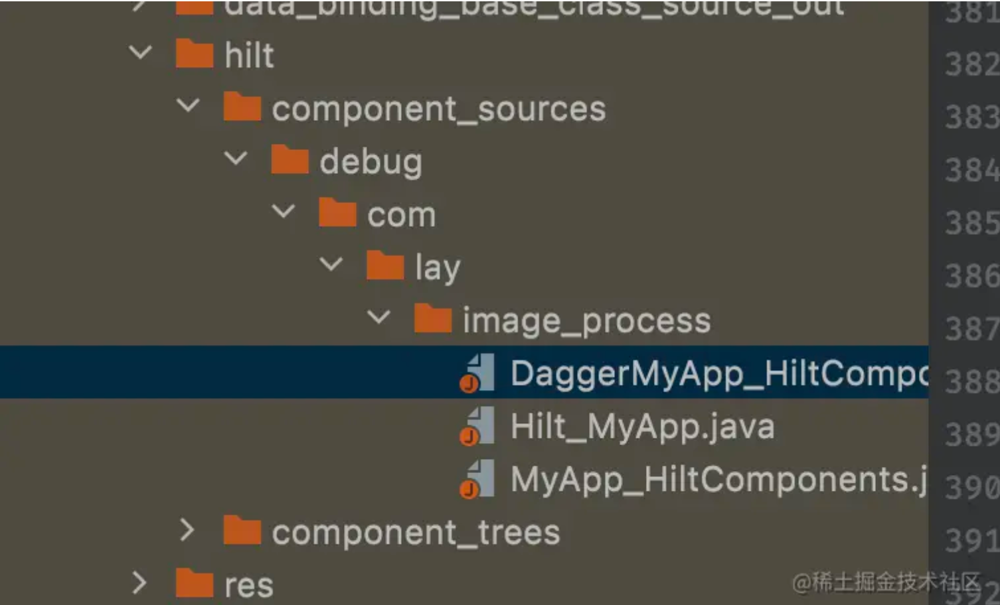 data_binding_base_class_source_out
381
hilt
382
component_sources
383
debug
384
com
385
lay
386
image_process
387
DaggerMyApp_HiltCompo
388
Hilt_MyApp.java
389
MyApp_HiltComponents.j
390
component_trees
391
res
392
@稀土掘金技术社区